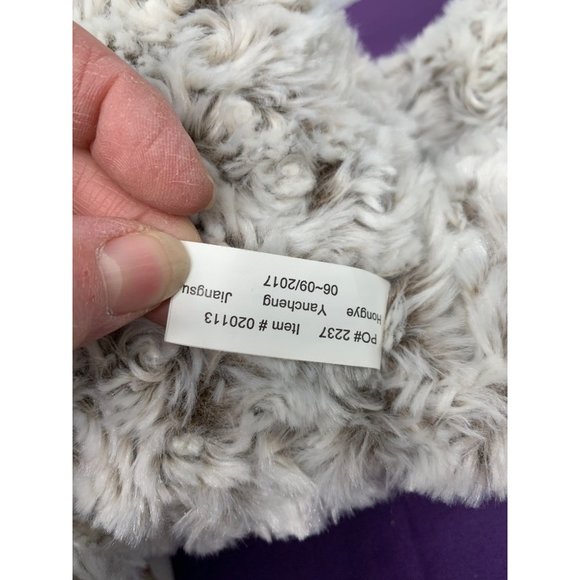 PO# 2237 Item # 020113
Hongye Yancheng Jiangsu
06~09/2017